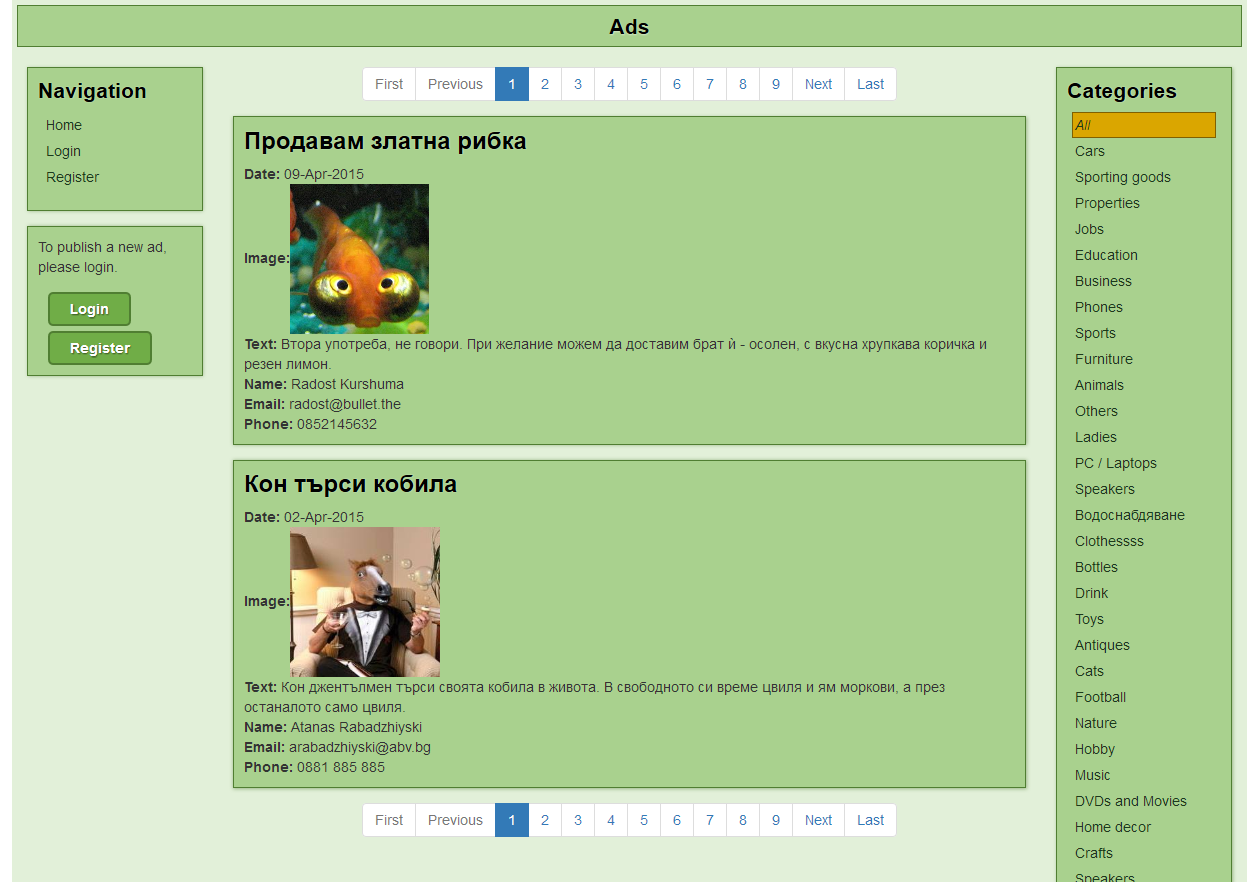 Ads
Navigation
Home
Login
Register
To publish a new ad,
please login.
Login
Register
First Previous 1 2 3 4 5 6 7 8 9 Next Last
Продавам златна рибка
Date: 09-Apr-2015
Image:
Text: Втора употреба, не говори. При желание можем да доставим брат ѝ - осолен, с вкусна хрупкава коричка и
резен лимон.
Name: Radost Kurshuma
Email: radost@bullet.the
Phone: 0852145632
Кон търси кобила
Date: 02-Apr-2015
Image:
Text: Кон джентълмен търси своята кобила в живота. В свободното си време цвиля и ям моркови, а през
останалото само цвиля.
Name: Atanas Rabadzhiyski
Email: arabadzhiyski@abv.bg
Phone: 0881 885 885
First Previous 1 2 3 4 5 6 7 8 9 Next Last
Categories
All
Cars
Sporting goods
Properties
Jobs
Education
Business
Phones
Sports
Furniture
Animals
Others
Ladies
PC / Laptops
Speakers
Водоснабдяване
Clothessss
Bottles
Drink
Toys
Antiques
Cats
Football
Nature
Hobby
Music
DVDs and Movies
Home decor
Crafts
Speakers